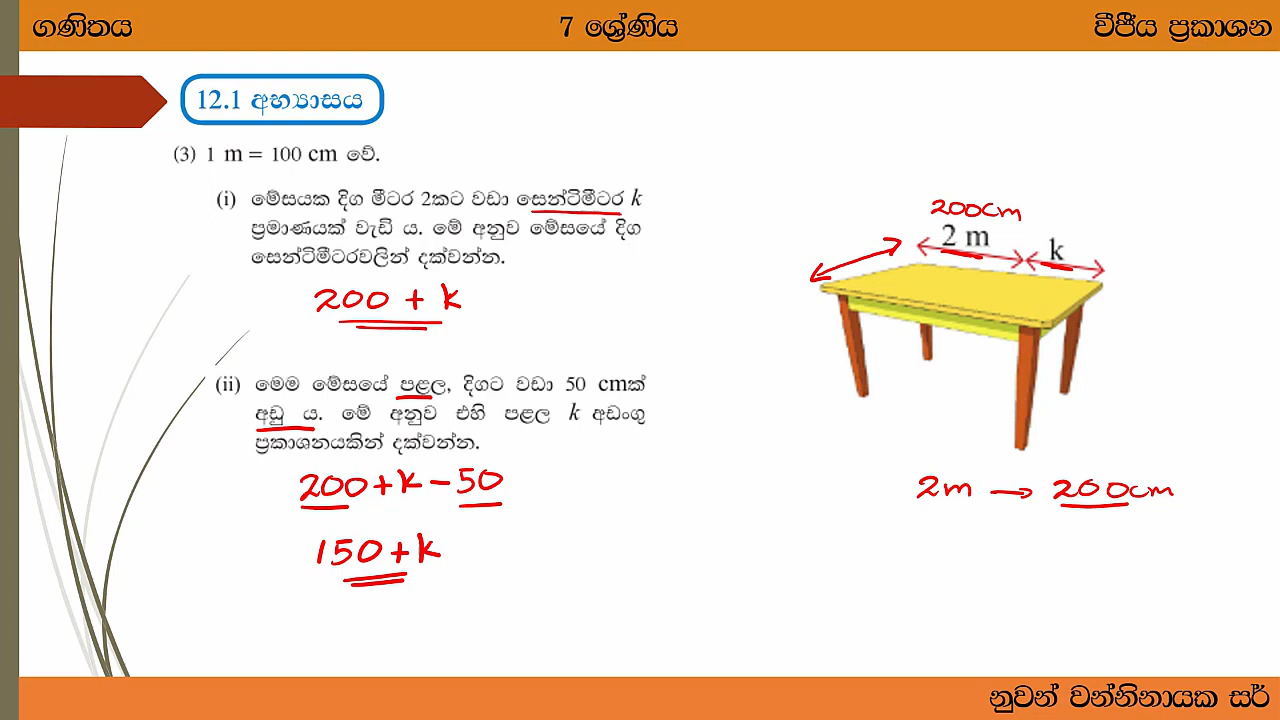 ගණිතය
7 ශ්‍රේණිය
වීජීය ප්‍රකාශන
12.1 අභ්‍යාසය
(3) 1 m = 100 cm වේ.
(i) මේසයක දිග මීටර 2කට වඩා සෙන්ටිමීටර k
ප්‍රමාණයක් වැඩි ය. මේ අනුව මේසයේ දිග
සෙන්ටිමීටරවලින් දක්වන්න.
200 + k
(ii) මෙම මේසයේ පළල, දිගට වඩා 50 cmක්
අඩු ය. මේ අනුව එහි පළල k අඩංගු
ප්‍රකාශනයකින් දක්වන්න.
200+k-50
150+k
200cm
2 m
k
2m → 200cm
නුවන් වන්නිනායක සර්